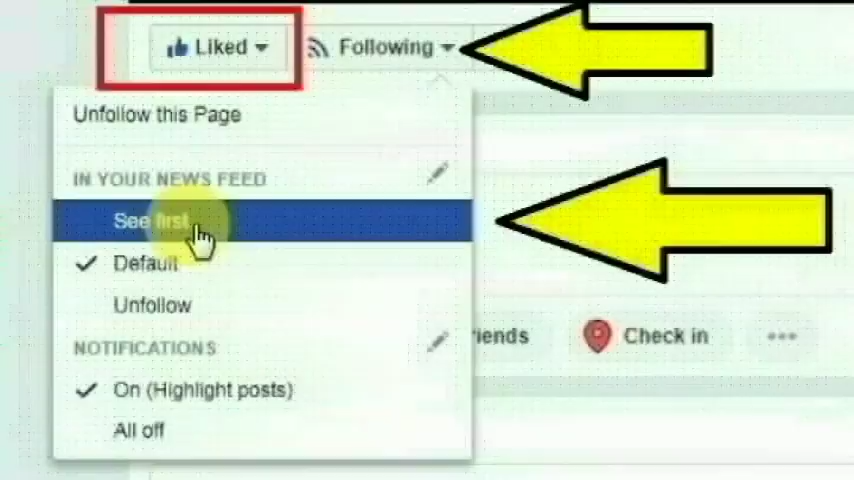 Liked Following
Unfollow this Page
IN YOUR NEWS FEED
See first
Default
Unfollow
riends Check in
NOTIFICATIONS
On (Highlight posts)
All off